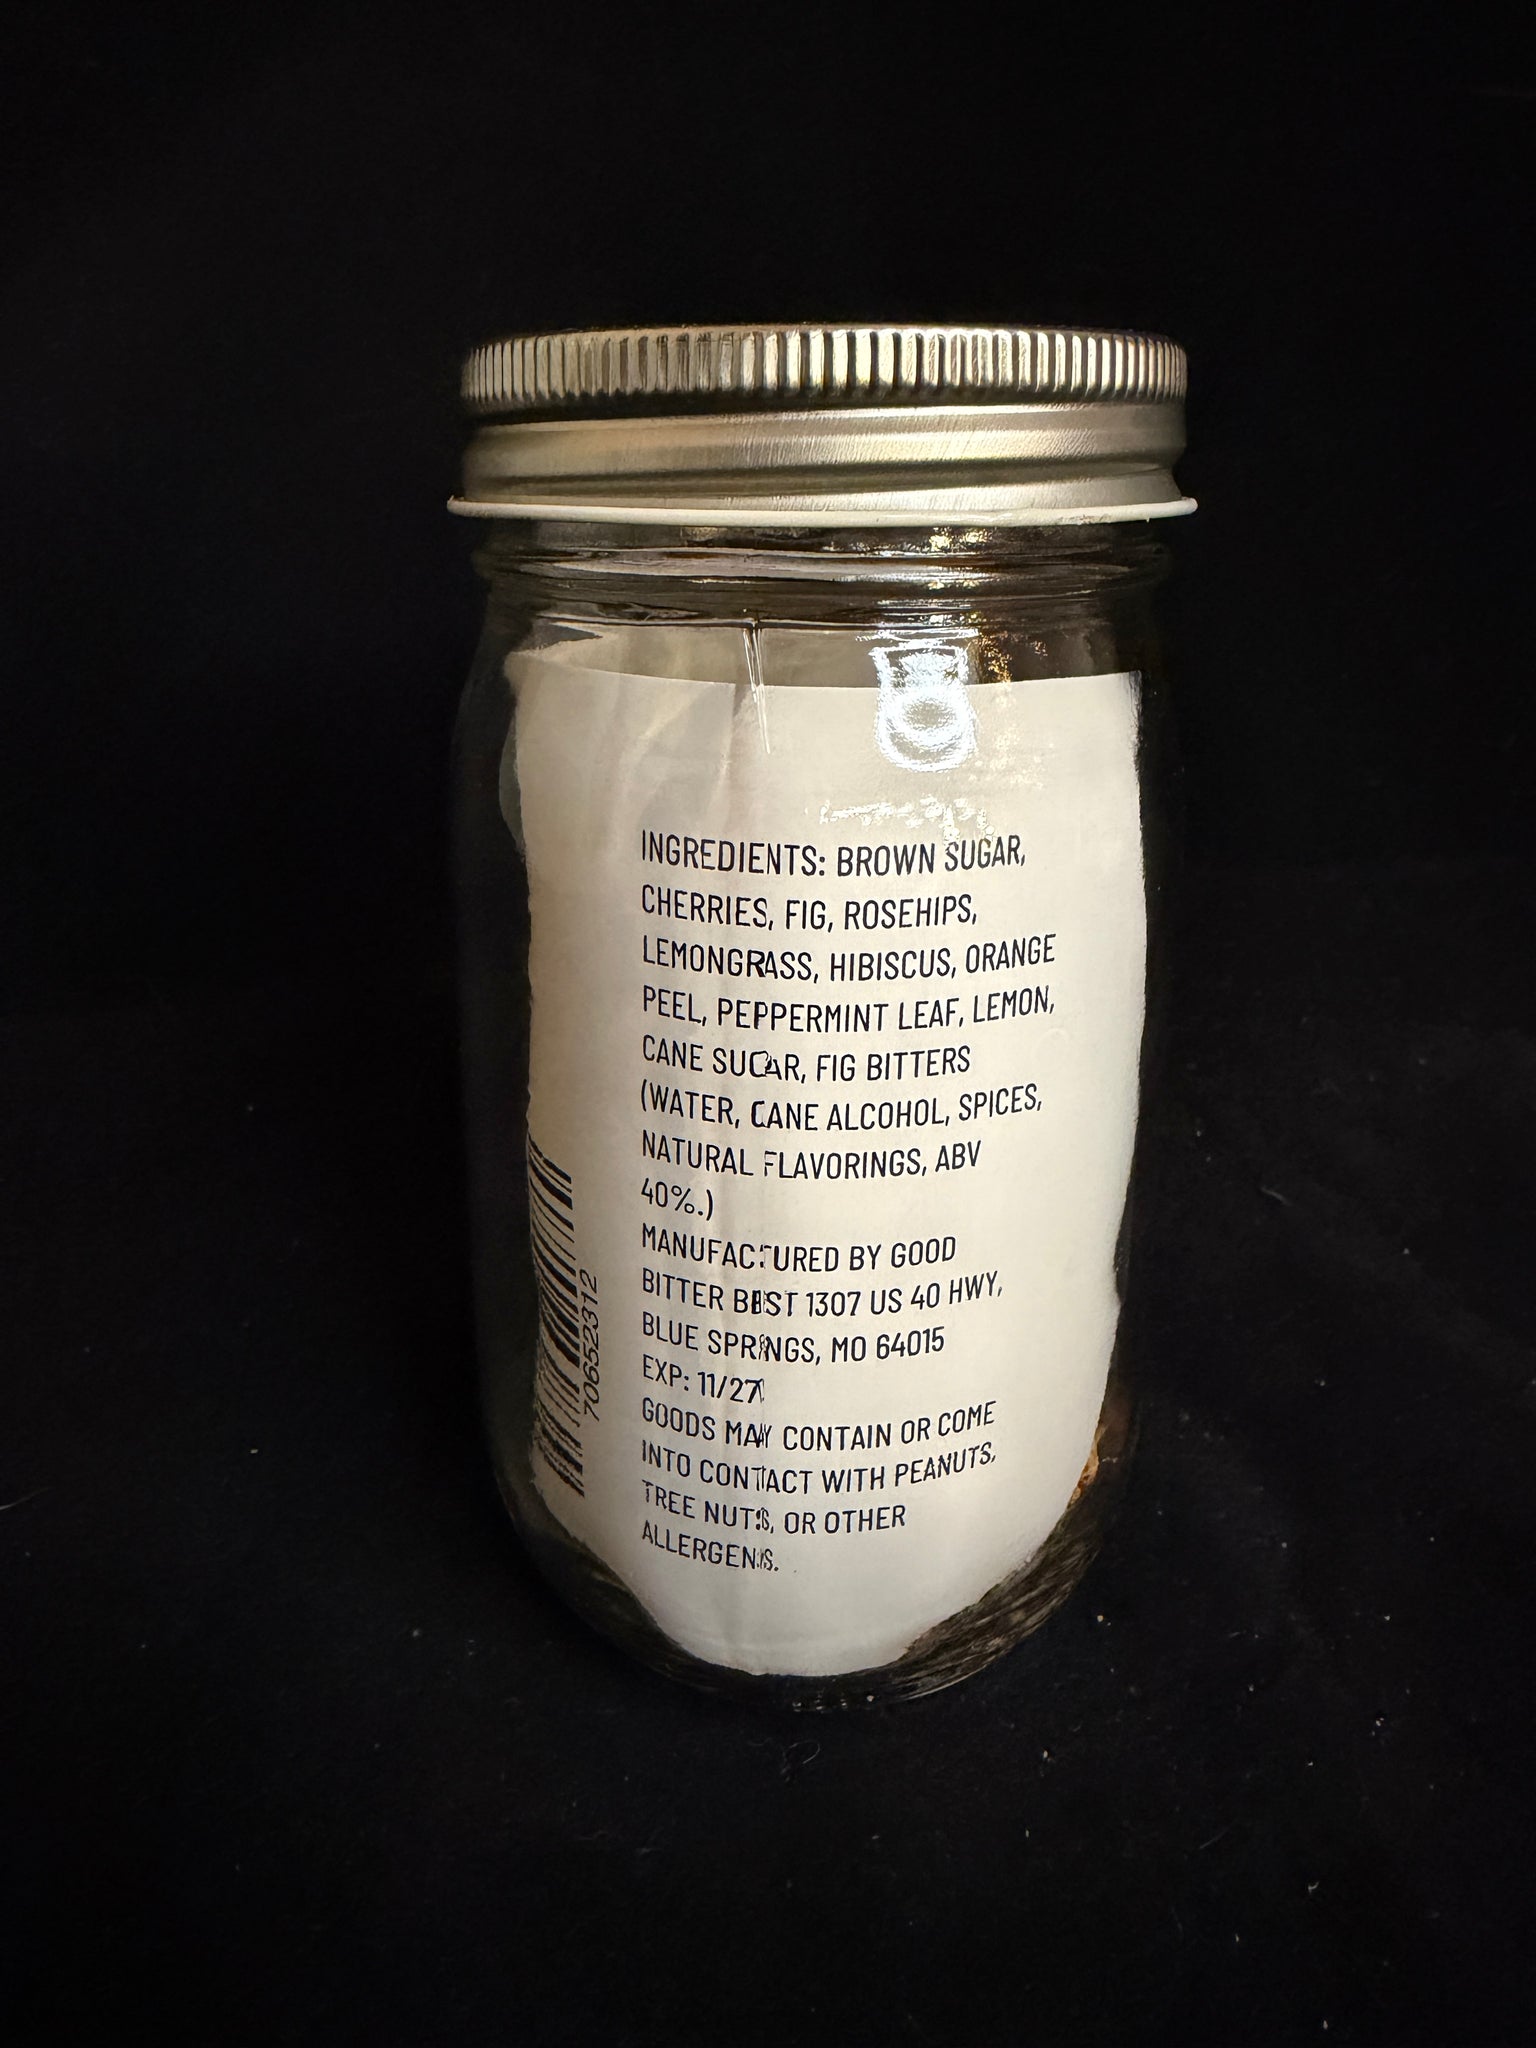 INGREDIENTS: BROWN SUGAR,
CHERRIES, FIG, ROSEHIPS,
LEMONGRASS, HIBISCUS, ORANGE
PEEL, PEPPERMINT LEAF, LEMON,
CANE SUGAR, FIG BITTERS
(WATER, CANE ALCOHOL, SPICES,
NATURAL FLAVORINGS, ABV
40%.)
MANUFACTURED BY GOOD
BITTER BEST 1307 US 40 HWY,
BLUE SPRINGS, MO 64015
EXP: 11/27
GOODS MAY CONTAIN OR COME
INTO CONTACT WITH PEANUTS,
TREE NUTS, OR OTHER
ALLERGENS.
70652312